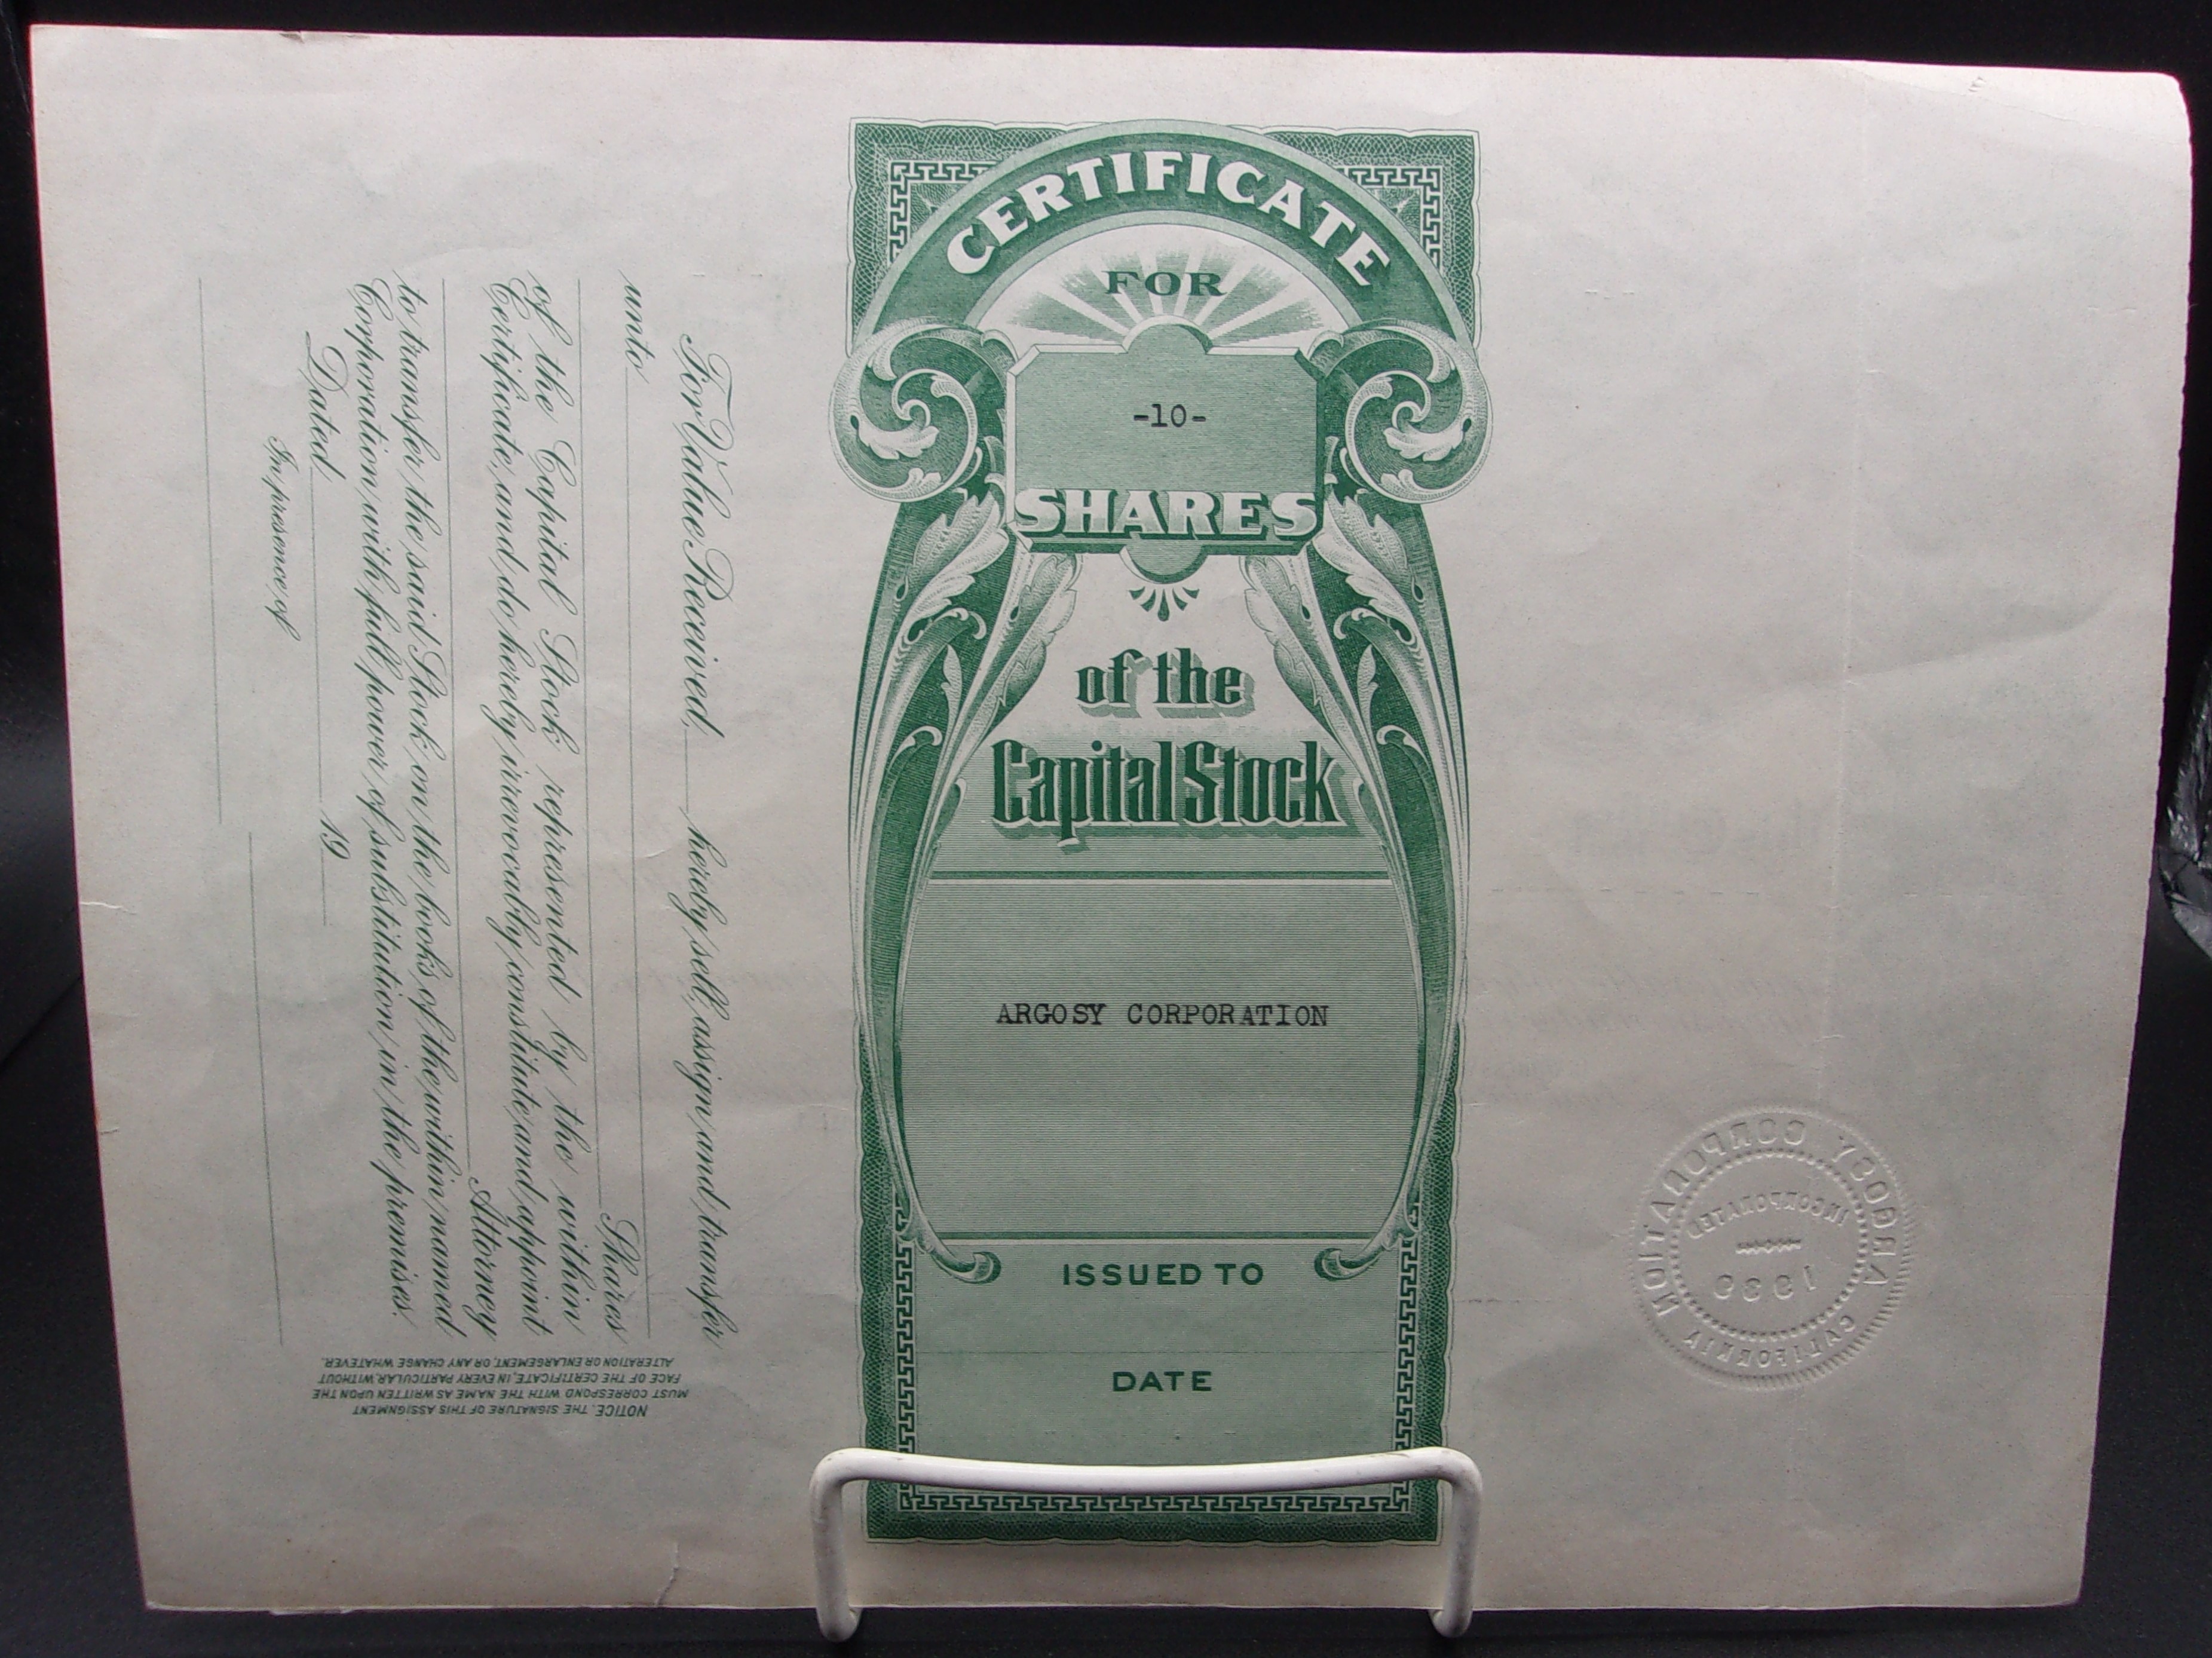 CERTIFICATE
FOR
-10-
SHARES
of the
Capital Stock
ARGOSY CORPORATION
ISSUED TO
DATE
For Value Received, hereby sell, assign and transfer
unto
Shares
of the Capital Stock represented by the within
Certificate, and do hereby irrevocably constitute and appoint
Attorney
to transfer the said Stock on the books of the within named
Corporation with full power of substitution in the premises.
Dated 19
In presence of
NOTICE. THE SIGNATURE OF THIS ASSIGNMENT
MUST CORRESPOND WITH THE NAME AS WRITTEN UPON THE
FACE OF THE CERTIFICATE, IN EVERY PARTICULAR, WITHOUT
ALTERATION OR ENLARGEMENT, OR ANY CHANGE WHATEVER.
ARGOSY CORPORATION
INCORPORATED
1939
CALIFORNIA